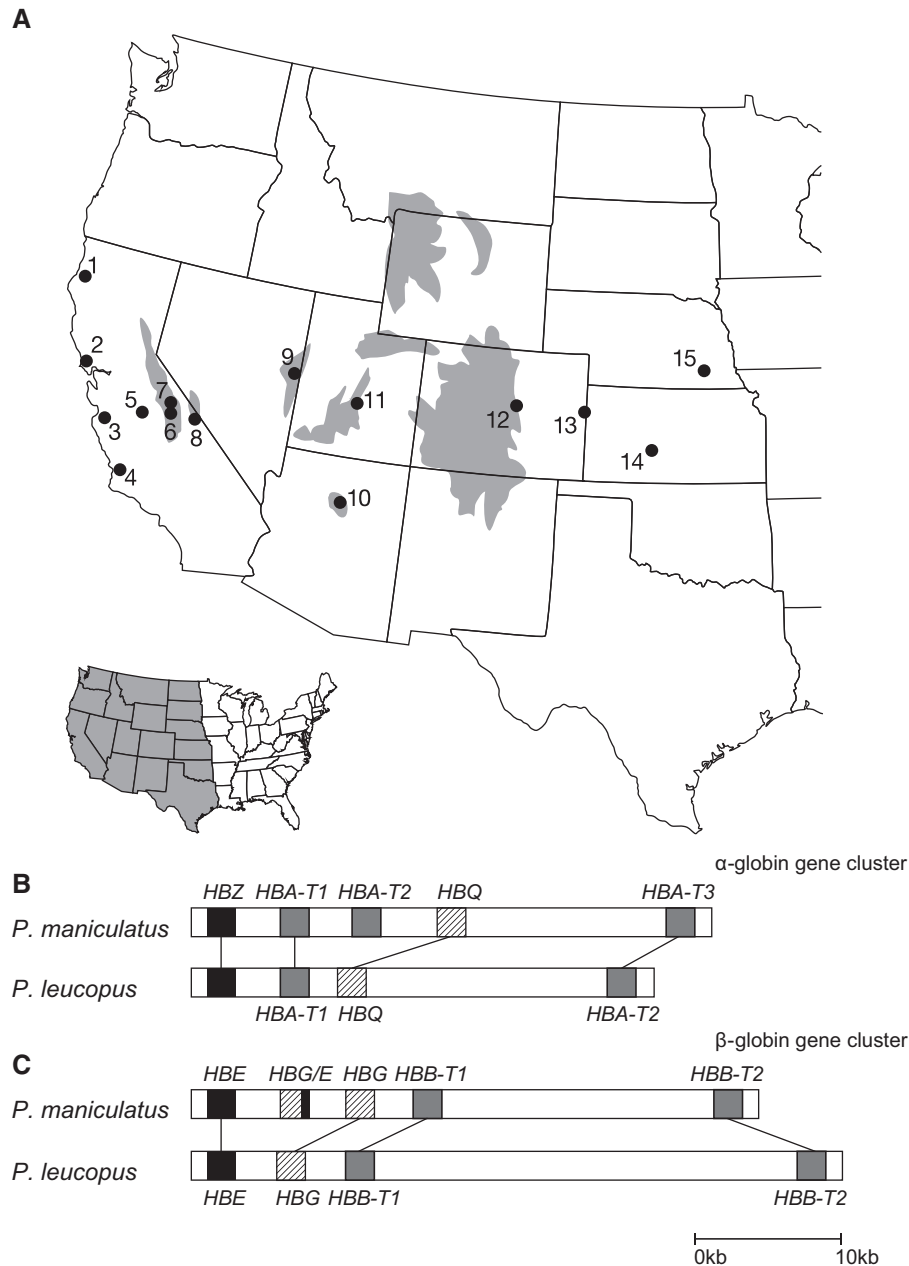 A
1
2
3
4
5
6
7
8
9
10
11
12
13
14
15
α-globin gene cluster
B
HBZ HBA-T1 HBA-T2 HBQ HBA-T3
P. maniculatus
P. leucopus
HBA-T1 HBQ HBA-T2
β-globin gene cluster
C
HBE HBG/E HBG HBB-T1 HBB-T2
P. maniculatus
P. leucopus
HBE HBG HBB-T1 HBB-T2
0kb 10kb